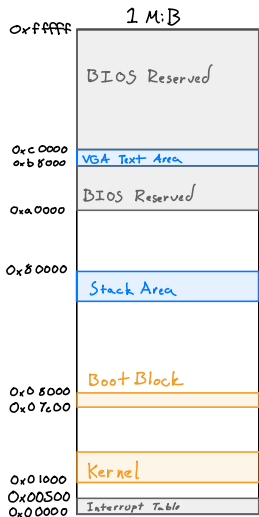 1 MiB
0xfffff
BIOS Reserved
0xc0000
VGA Text Area
0xb8000
BIOS Reserved
0xa0000
0x80000
Stack Area
Boot Block
0x08000
0x07c00
Kernel
0x01000
0x00500
Interrupt Table
0x00000